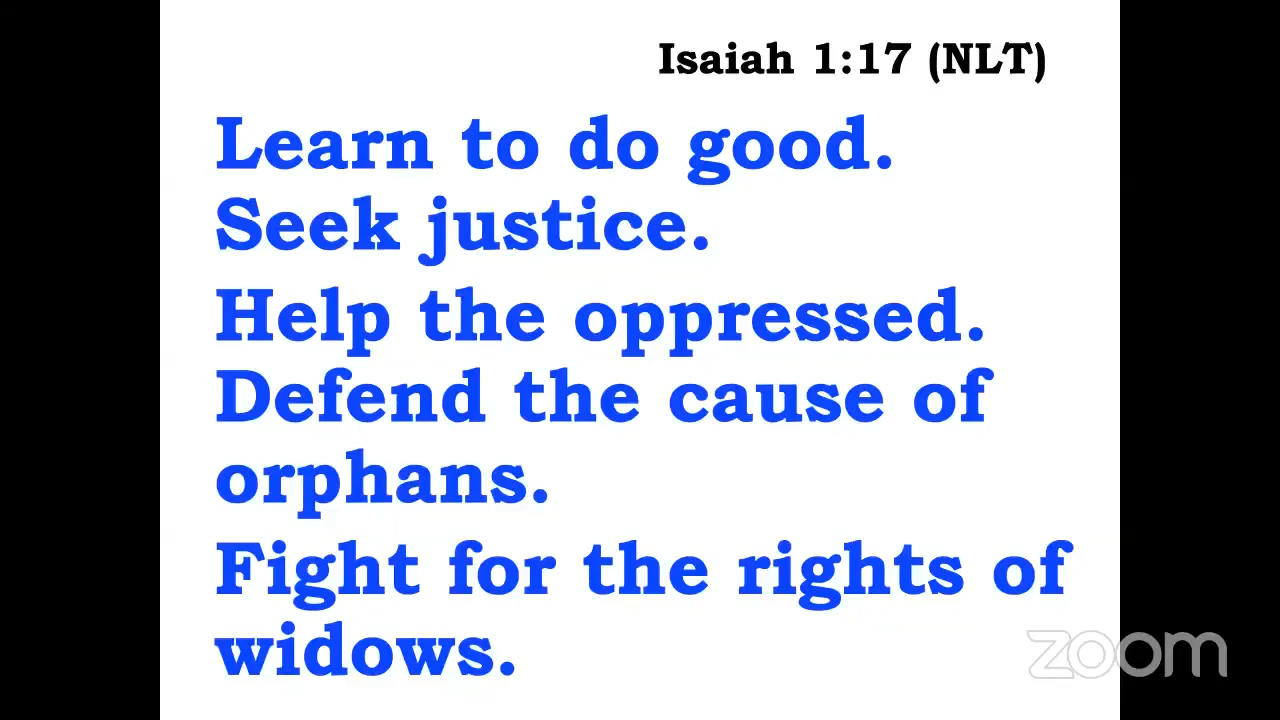 Isaiah 1:17 (NLT)
Learn to do good.
Seek justice.
Help the oppressed.
Defend the cause of
orphans.
Fight for the rights of
widows.
zoom